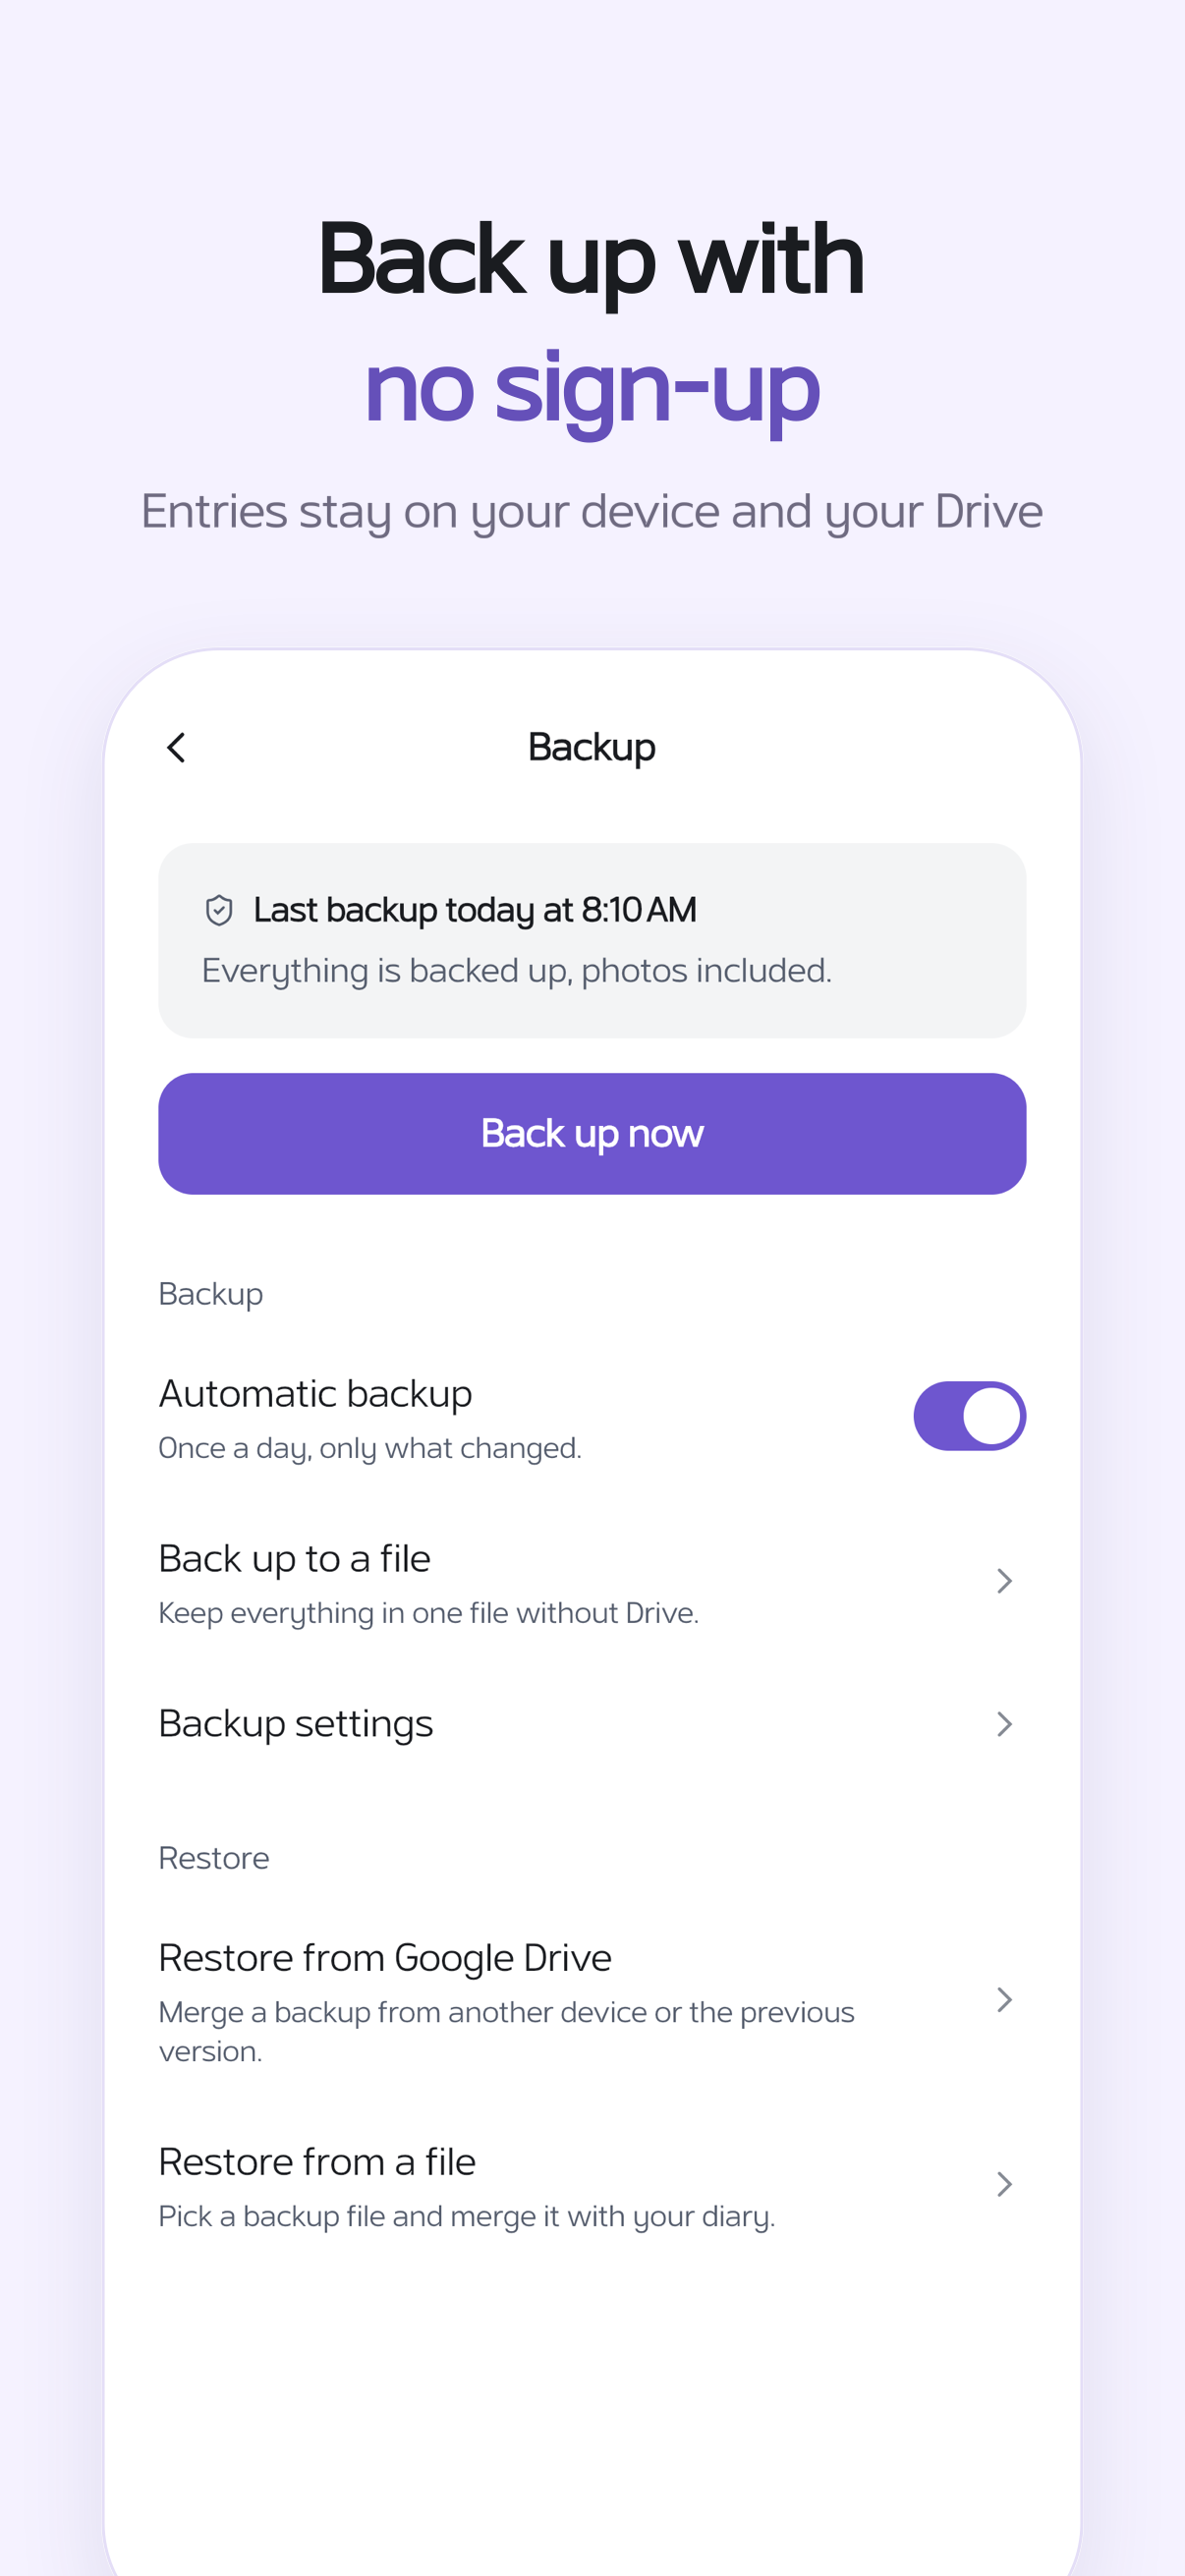 Back up with
no sign-up
Entries stay on your device and your Drive
Backup
Last backup today at 8:10 AM
Everything is backed up, photos included.
Back up now
Backup
Automatic backup
Once a day, only what changed.
Back up to a file
Keep everything in one file without Drive.
Backup settings
Restore
Restore from Google Drive
Merge a backup from another device or the previous
version.
Restore from a file
Pick a backup file and merge it with your diary.